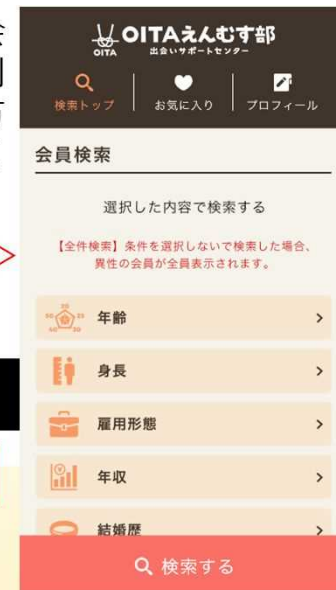 OITAえんむす部
OITA 出会いサポートセンター
検索トップ お気に入り プロフィール
会員検索
選択した内容で検索する
【全件検索】条件を選択しないで検索した場合、
異性の会員が全員表示されます。
年齢
身長
雇用形態
年収
結婚歴
検索する